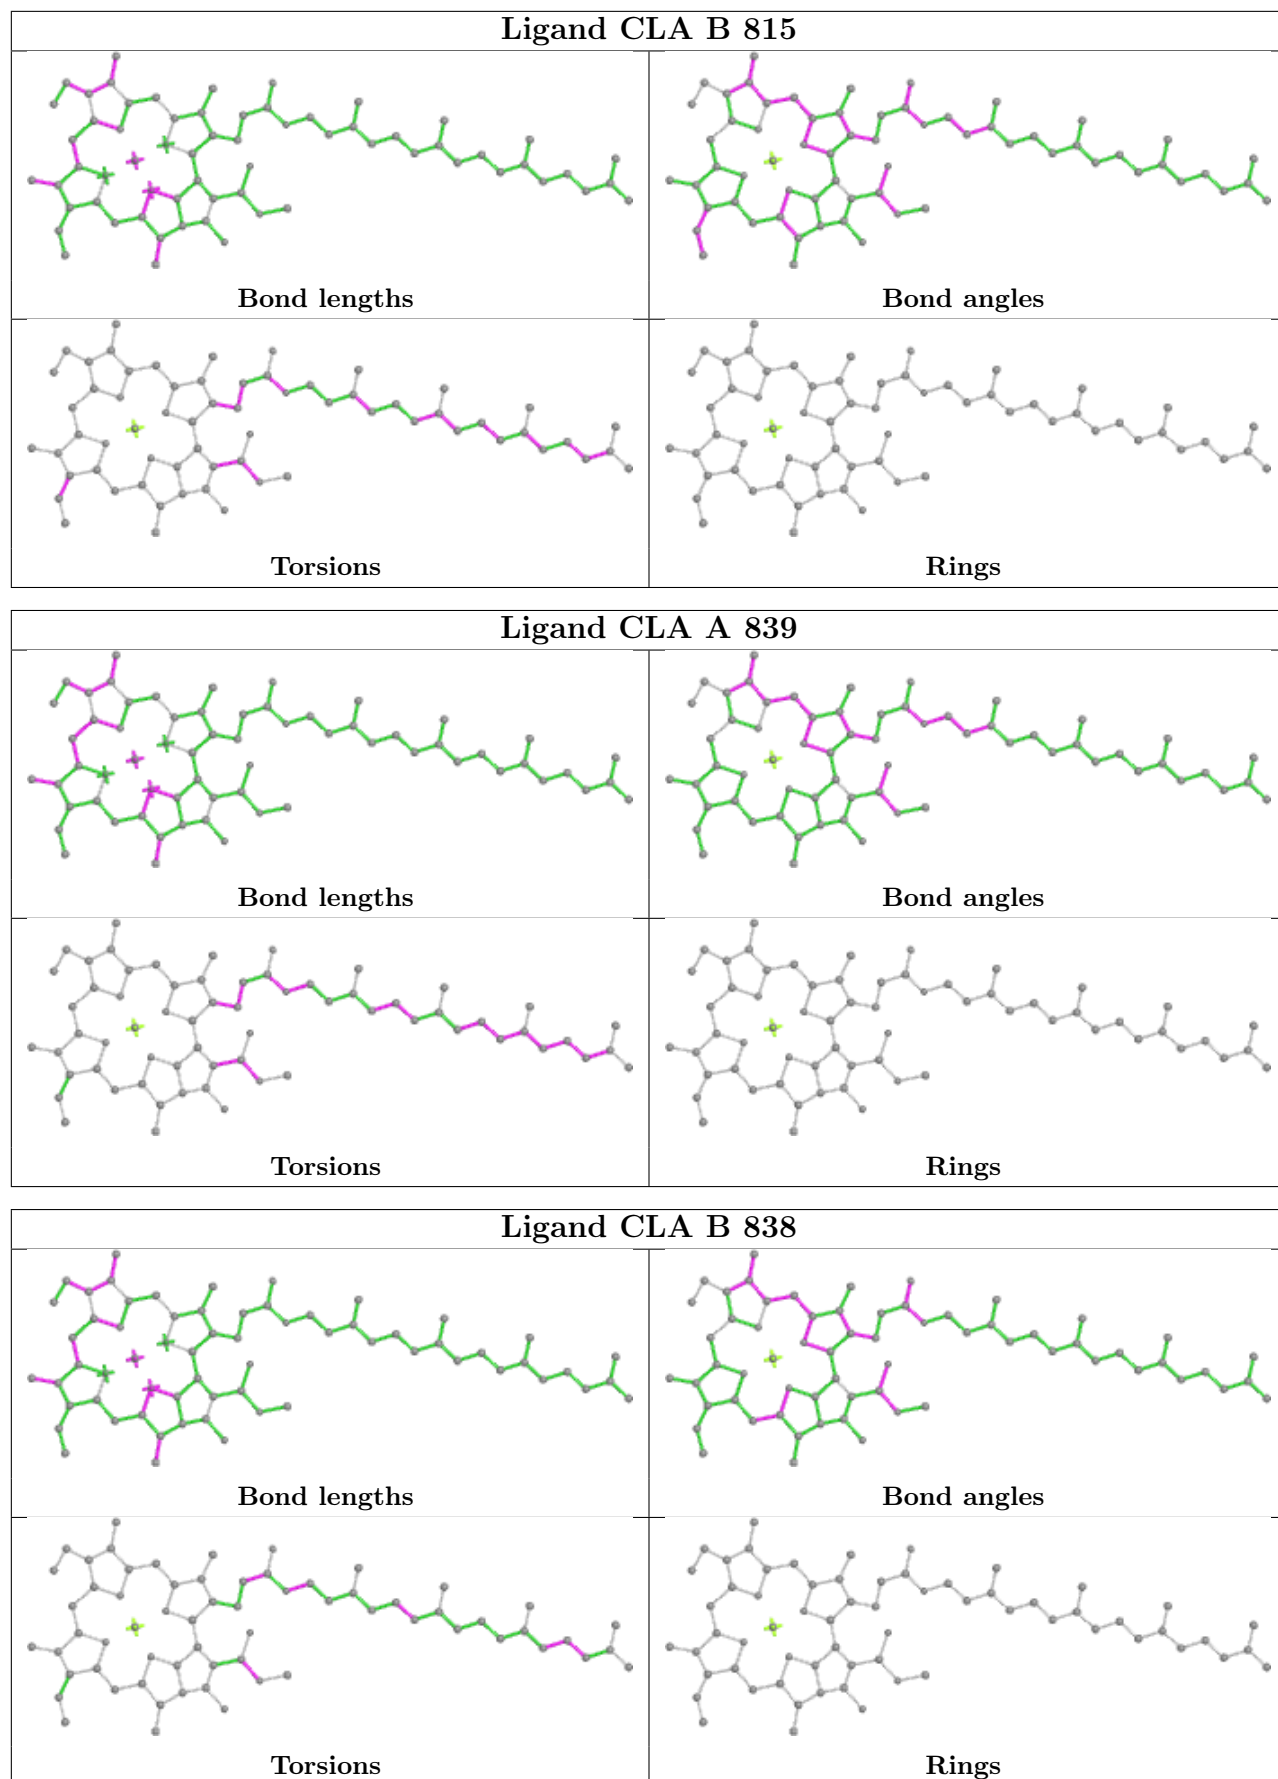 Ligand CLA B 815
Bond lengths
Bond angles
Torsions
Rings
Ligand CLA A 839
Bond lengths
Bond angles
Torsions
Rings
Ligand CLA B 838
Bond lengths
Bond angles
Torsions
Rings